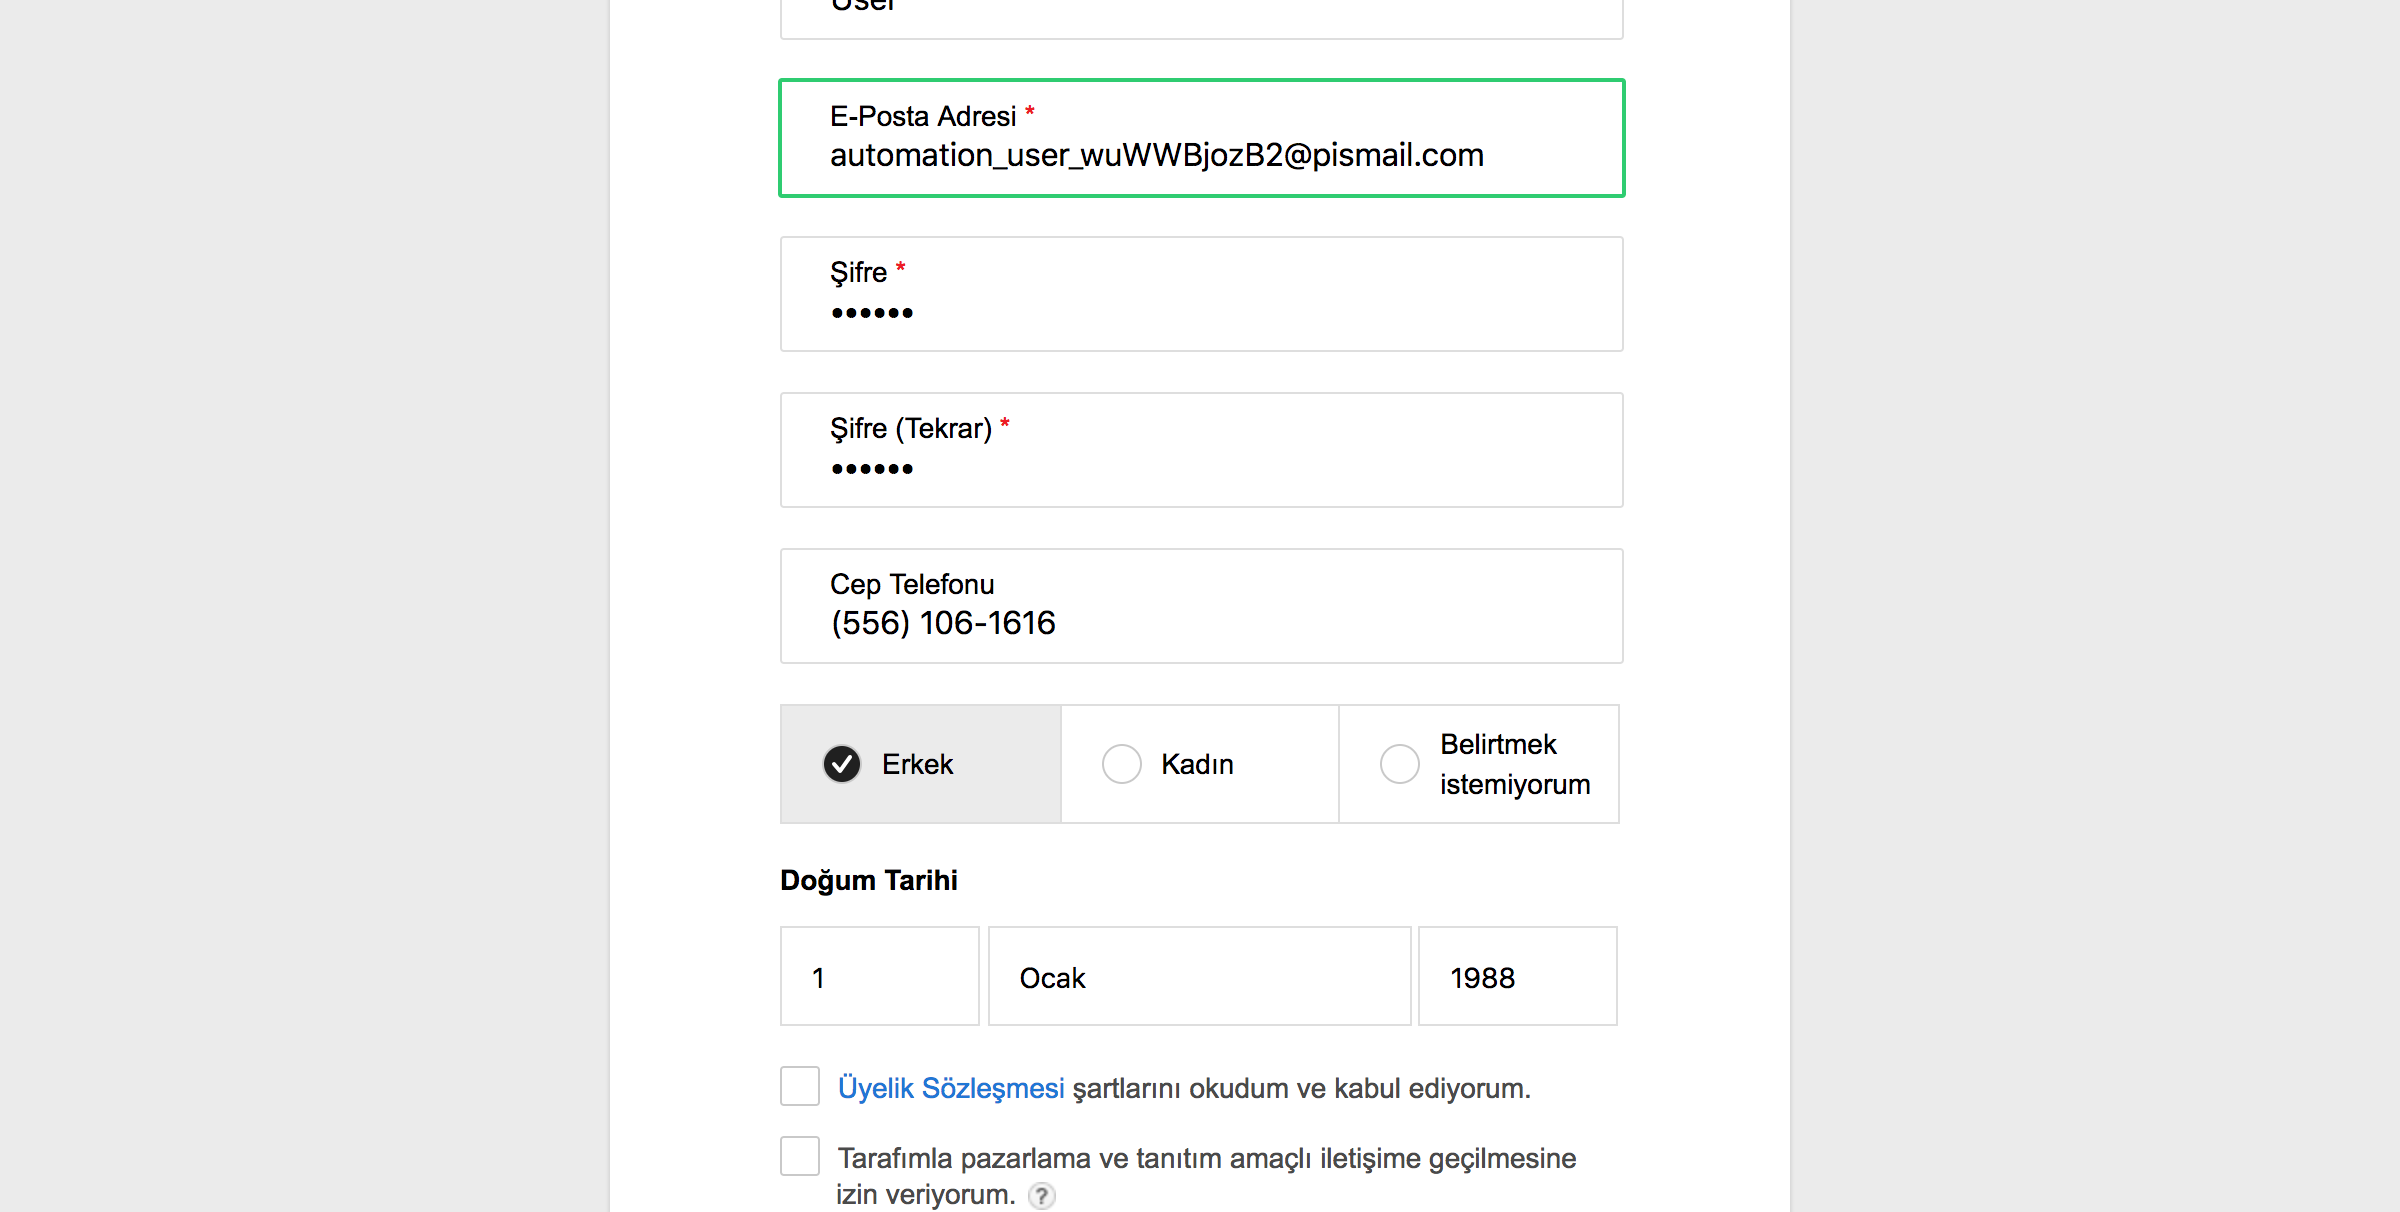 User
E-Posta Adresi *
automation_user_wuWWBjozB2@pismail.com
Şifre *
••••••
Şifre (Tekrar) *
••••••
Cep Telefonu
(556) 106-1616
Erkek
Kadın
Belirtmek
istemiyorum
Doğum Tarihi
1
Ocak
1988
Üyelik Sözleşmesi şartlarını okudum ve kabul ediyorum.
Tarafımla pazarlama ve tanıtım amaçlı iletişime geçilmesine
izin veriyorum. ?